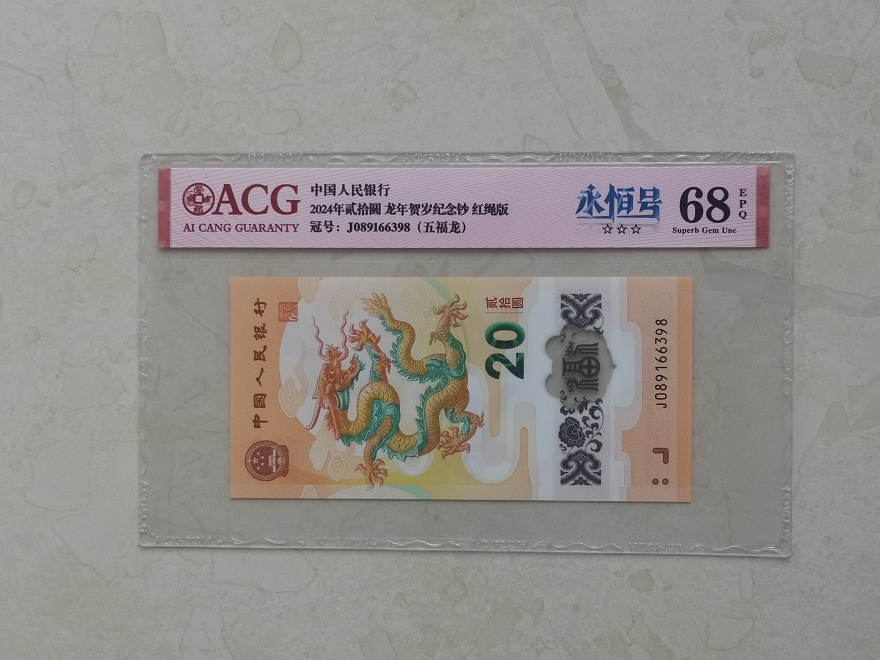 ACG
AI CANG GUARANTY
中国人民银行
2024年贰拾圆 龙年贺岁纪念钞 红绳版
冠号：J089166398（五福龙）
永恒号
☆☆☆
68
EPQ
Superb Gem Unc
中国人民银行
贰拾圆
20
福
J089166398